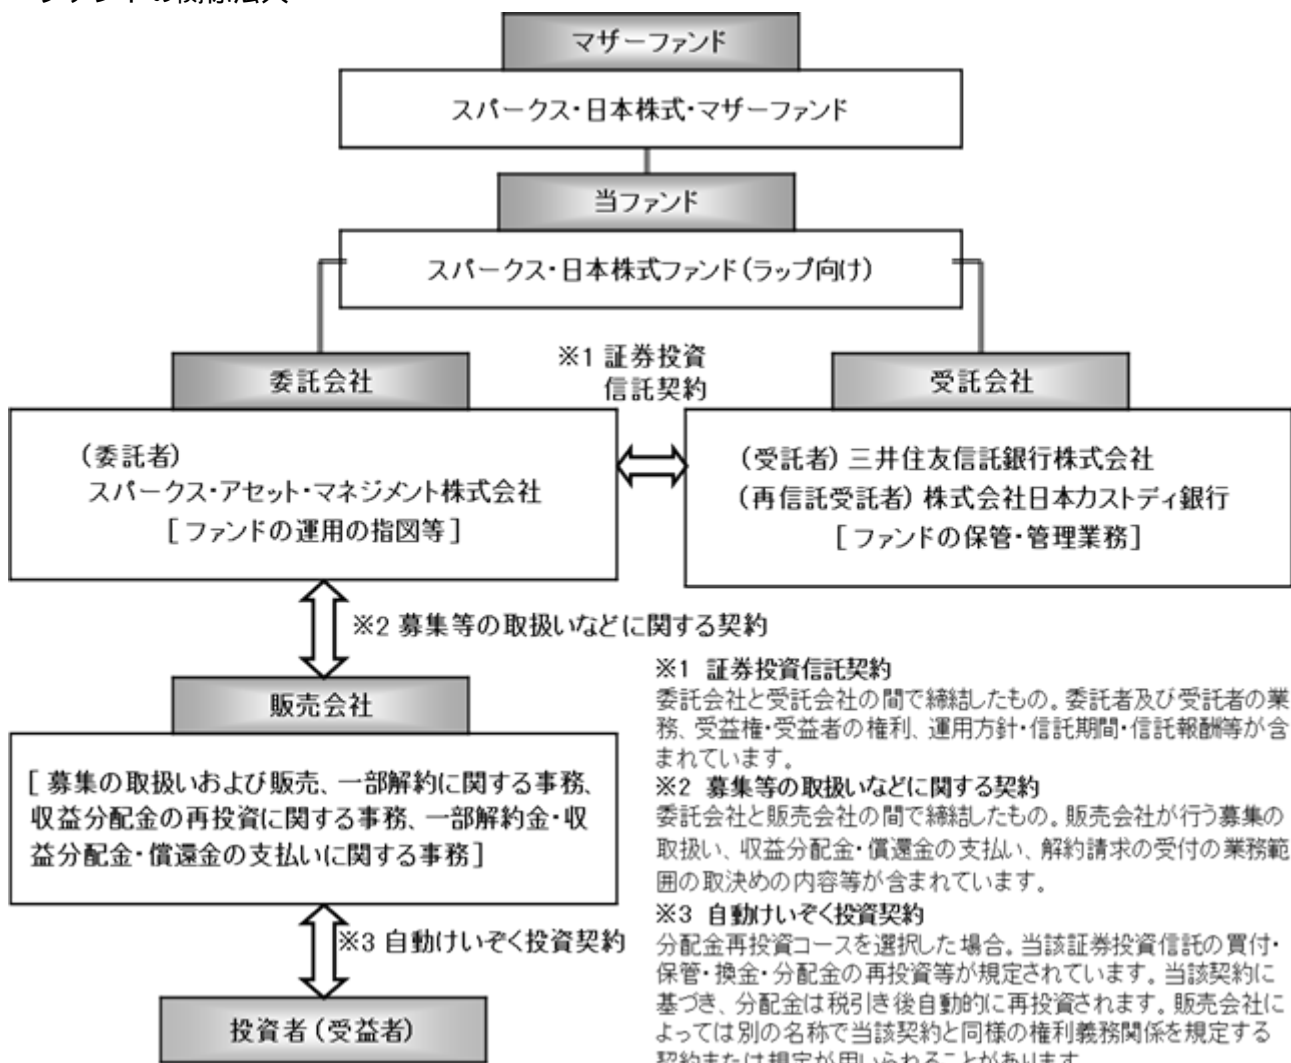 マザーファンド
スパークス・日本株式・マザーファンド
当ファンド
スパークス・日本株式ファンド(ラップ向け)
※1 証券投資
信託契約
委託会社
(委託者)
スパークス・アセット・マネジメント株式会社
[ファンドの運用の指図等]
受託会社
(受託者) 三井住友信託銀行株式会社
(再信託受託者) 株式会社日本カストディ銀行
[ファンドの保管・管理業務]
※2 募集等の取扱いなどに関する契約
販売会社
[募集の取扱いおよび販売、一部解約に関する事務、
収益分配金の再投資に関する事務、一部解約金・収
益分配金・償還金の支払いに関する事務]
※3 自動けいぞく投資契約
投資者(受益者)
※1 証券投資信託契約
委託会社と受託会社の間で締結したもの。委託者及び受託者の業
務、受益権・受益者の権利、運用方針・信託期間・信託報酬等が含
まれています。
※2 募集等の取扱いなどに関する契約
委託会社と販売会社の間で締結したもの。販売会社が行う募集の
取扱い、収益分配金・償還金の支払い、解約請求の受付の業務範
囲の取決めの内容等が含まれています。
※3 自動けいぞく投資契約
分配金再投資コースを選択した場合。当該証券投資信託の買付・
保管・換金・分配金の再投資等が規定されています。当該契約に
基づき、分配金は税引き後自動的に再投資されます。販売会社に
よっては別の名称で当該契約と同様の権利義務関係を規定する
契約または規定が用いられることがあります。